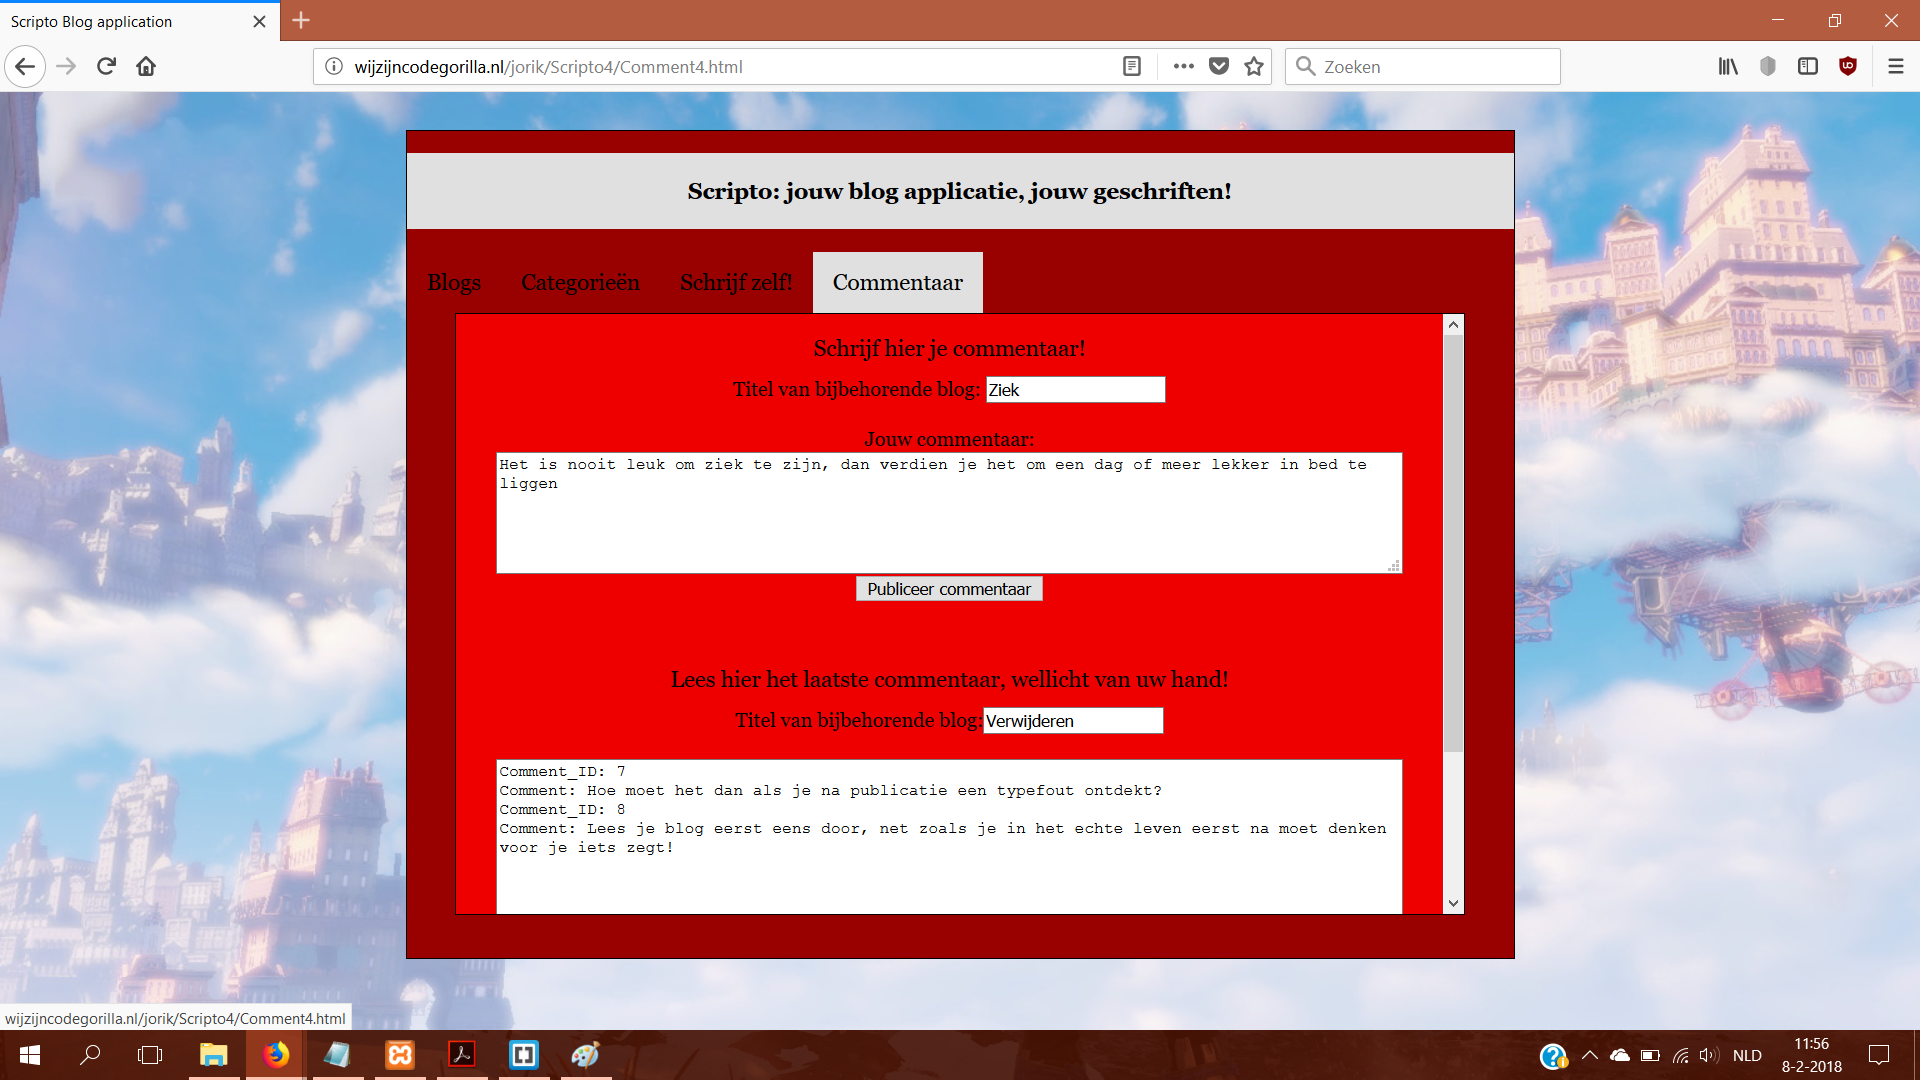 Scripto Blog application
wijzijncodegorilla.nl/jorik/Scripto4/Comment4.html
Zoeken
Scripto: jouw blog applicatie, jouw geschriften!
Blogs
Categorieën
Schrijf zelf!
Commentaar
Schrijf hier je commentaar!
Titel van bijbehorende blog: Ziek
Jouw commentaar:
Het is nooit leuk om ziek te zijn, dan verdien je het om een dag of meer lekker in bed te
liggen
Publiceer commentaar
Lees hier het laatste commentaar, wellicht van uw hand!
Titel van bijbehorende blog: Verwijderen
Comment_ID: 7
Comment: Hoe moet het dan als je na publicatie een typefout ontdekt?
Comment_ID: 8
Comment: Lees je blog eerst eens door, net zoals je in het echte leven eerst na moet denken
voor je iets zegt!
wijzijncodegorilla.nl/jorik/Scripto4/Comment4.html
NLD
11:56
8-2-2018